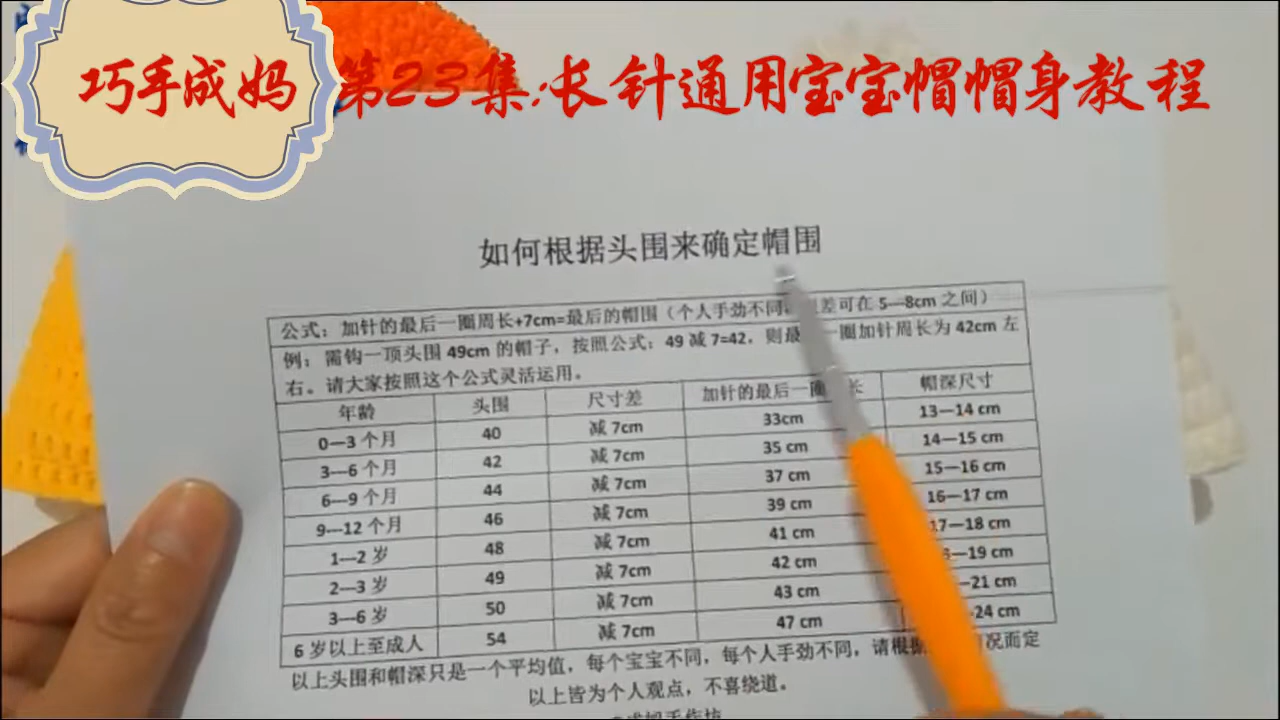 巧手成妈 第23集:长针通用宝宝帽帽身教程
如何根据头围来确定帽围
公式：加针的最后一圈周长+7cm=最后的帽围（个人手劲不同，差可在5—8cm之间）
例：需钩一顶头围49cm的帽子，按照公式：49减7=42，则最一圈加针周长为42cm左
右。请大家按照这个公式灵活运用。
年龄 头围 尺寸差 加针的最后一长 帽深尺寸
0—3个月 40 减7cm 33cm 13—14 cm
3—6个月 42 减7cm 35 cm 14—15 cm
6—9个月 44 减7cm 37 cm 15—16 cm
9—12个月 46 减7cm 39 cm 16—17 cm
1—2岁 48 减7cm 41 cm 17—18 cm
2—3岁 49 减7cm 42 cm —19 cm
3—6岁 50 减7cm 43 cm —21 cm
6岁以上至成人 54 减7cm 47 cm —24 cm
以上头围和帽深只是一个平均值，每个宝宝不同，每个人手劲不同，请根据况而定
以上皆为个人观点，不喜绕道。